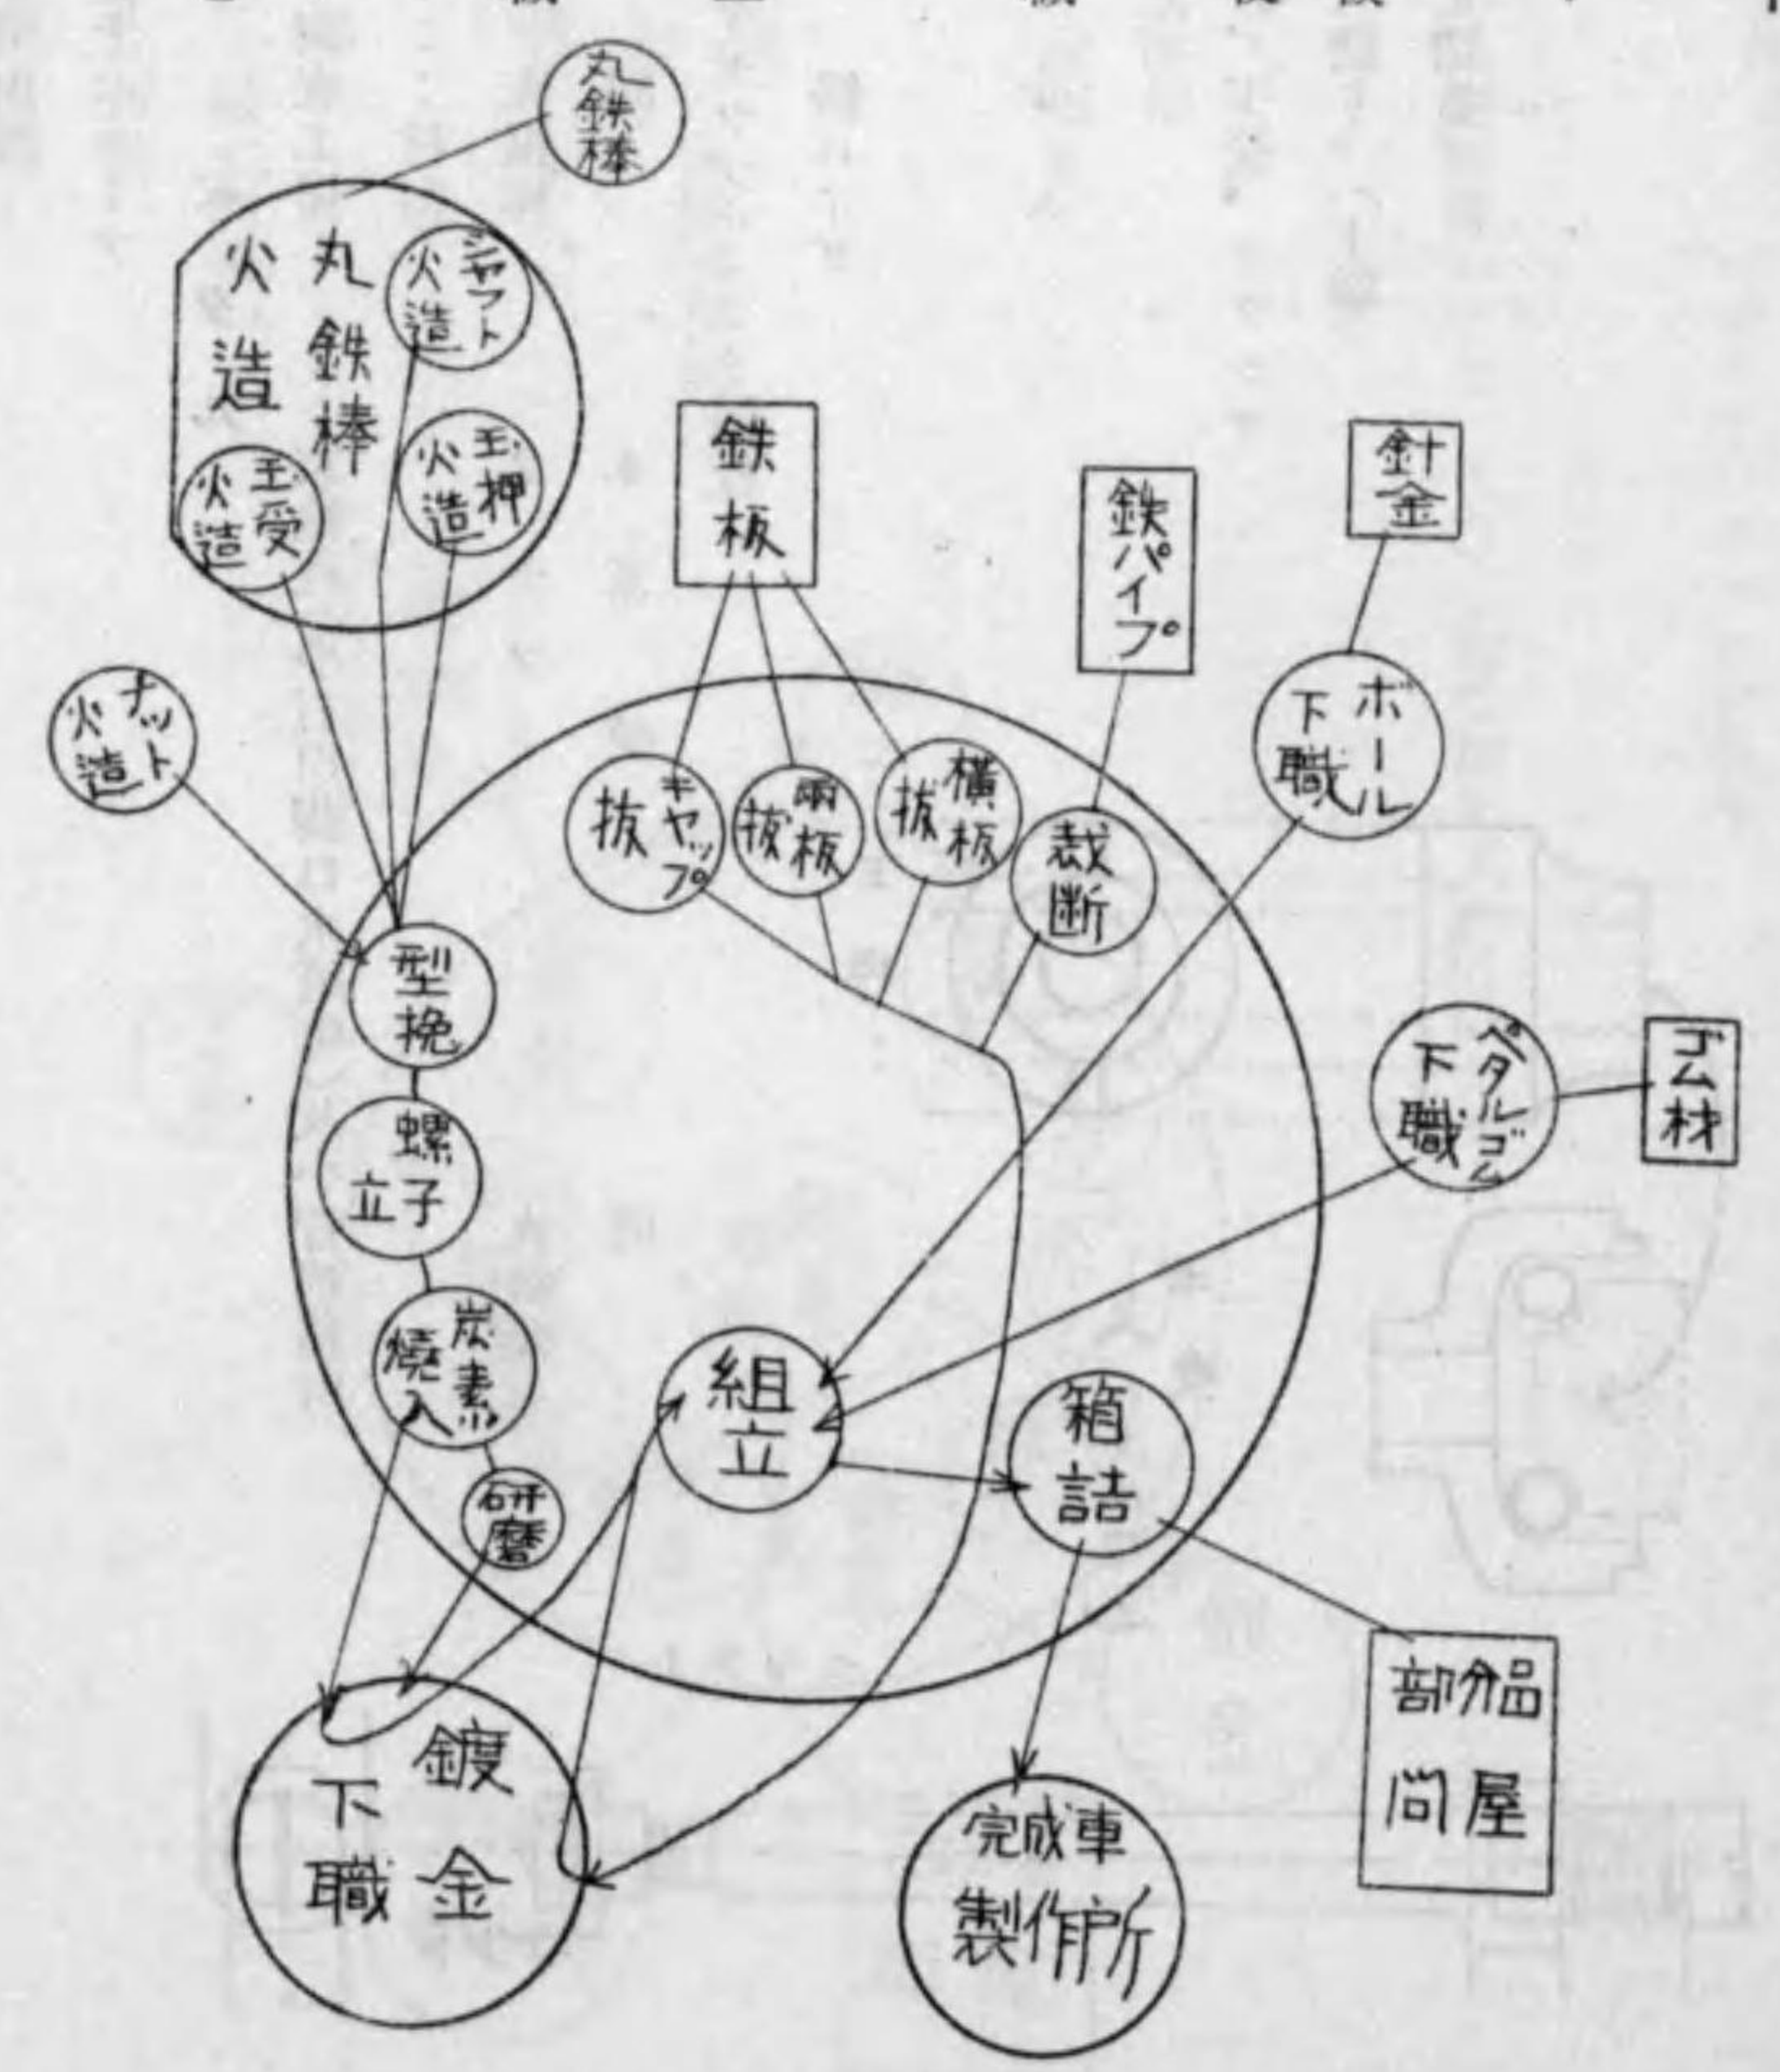 丸鉄棒
丸鉄棒
火造
シャフト
火造
玉押
火造
玉受
火造
ナット
火造
鉄板
鉄パイプ
針金
ボール
下職
キャップ
抜
両板
抜
横板
抜
裁断
型挽
螺子
立
炭素
焼入
研磨
組立
箱詰
ペタルゴム
下職
ゴム材
鍍金
下職
完成車
製作所
部分品
問屋